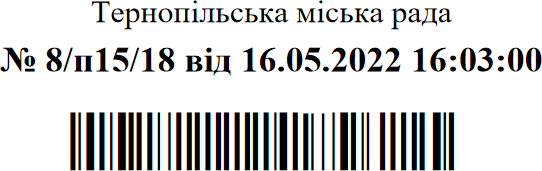 Тернопільська міська рада
№ 8/п15/18 від 16.05.2022 16:03:00